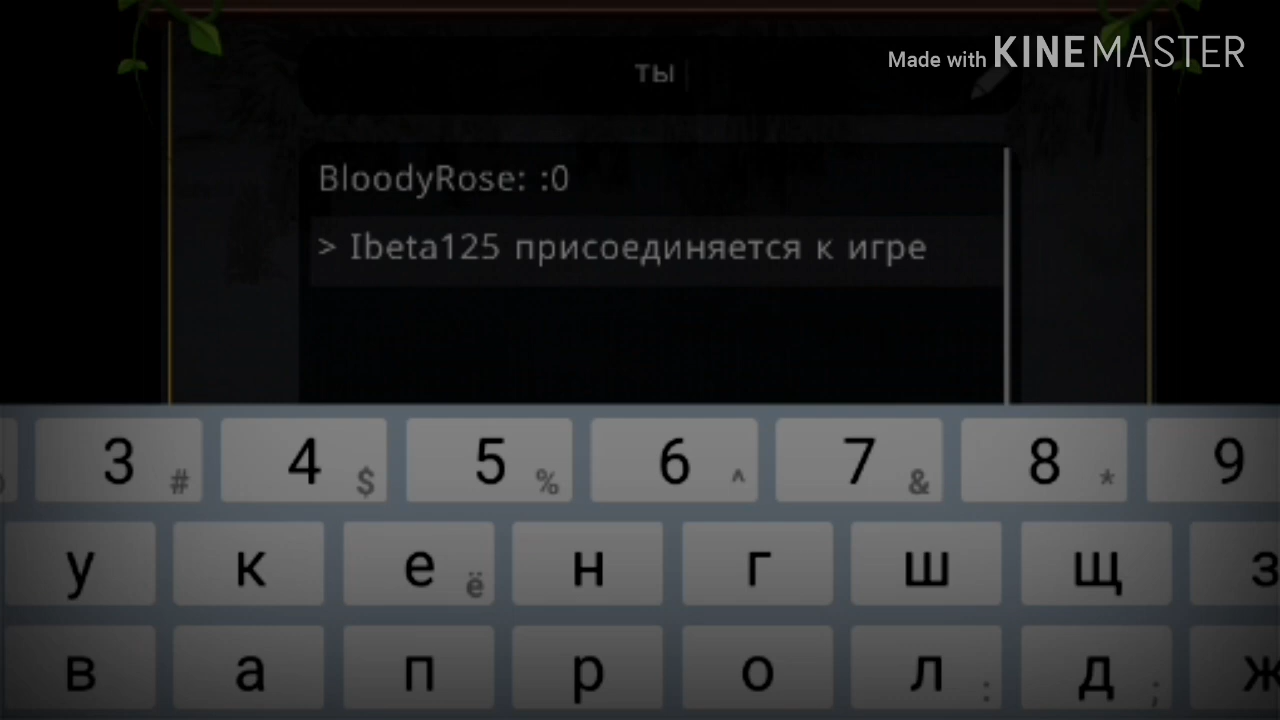 Made with KINEMASTER
ты
BloodyRose: :0
> Ibeta125 присоединяется к игре
3 # 4 $ 5 % 6 ^ 7 & 8 * 9
у к е ё н г ш щ з
в а п р о л : д ; ж